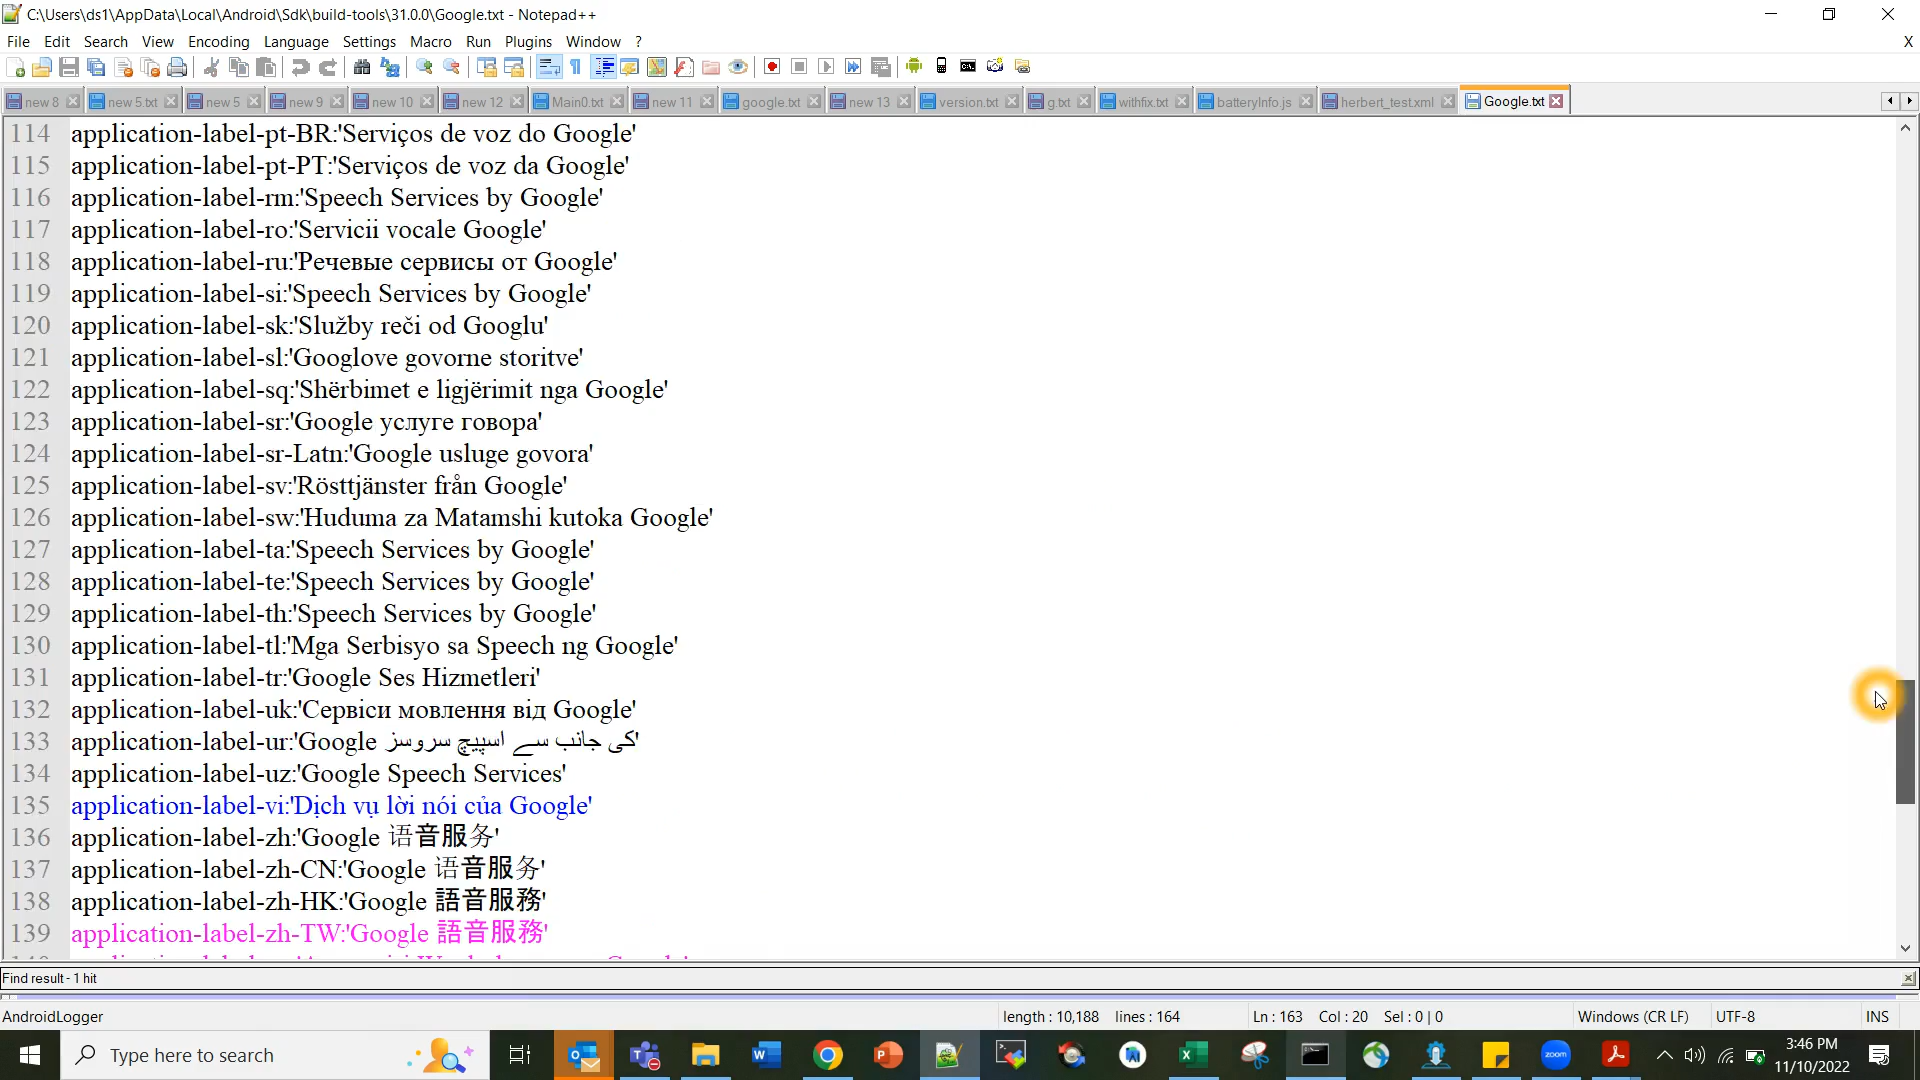 C:\Users\ds1\AppData\Local\Android\Sdk\build-tools\31.0.0\Google.txt - Notepad++
File Edit Search View Encoding Language Settings Macro Run Plugins Window ? X
new 8 new 5.txt new 5 new 9 new 10 new 12 Main0.txt new 11 google.txt new 13 version.txt g.txt withfix.txt batteryInfo.js herbert_test.xml Google.txt
114 application-label-pt-BR:'Serviços de voz do Google'
115 application-label-pt-PT:'Serviços de voz da Google'
116 application-label-rm:'Speech Services by Google'
117 application-label-ro:'Servicii vocale Google'
118 application-label-ru:'Речевые сервисы от Google'
119 application-label-si:'Speech Services by Google'
120 application-label-sk:'Služby reči od Googlu'
121 application-label-sl:'Googlove govorne storitve'
122 application-label-sq:'Shërbimet e ligjërimit nga Google'
123 application-label-sr:'Google услуге говора'
124 application-label-sr-Latn:'Google usluge govora'
125 application-label-sv:'Rösttjänster från Google'
126 application-label-sw:'Huduma za Matamshi kutoka Google'
127 application-label-ta:'Speech Services by Google'
128 application-label-te:'Speech Services by Google'
129 application-label-th:'Speech Services by Google'
130 application-label-tl:'Mga Serbisyo sa Speech ng Google'
131 application-label-tr:'Google Ses Hizmetleri'
132 application-label-uk:'Сервіси мовлення від Google'
133 application-label-ur:'Google کی جانب سے اسپیچ سروسز'
134 application-label-uz:'Google Speech Services'
135 application-label-vi:'Dịch vụ lời nói của Google'
136 application-label-zh:'Google 语音服务'
137 application-label-zh-CN:'Google 语音服务'
138 application-label-zh-HK:'Google 語音服務'
139 application-label-zh-TW:'Google 語音服務'
Find result - 1 hit
AndroidLogger length : 10,188 lines : 164 Ln : 163 Col : 20 Sel : 0 | 0 Windows (CR LF) UTF-8 INS
Type here to search
3:46 PM
11/10/2022